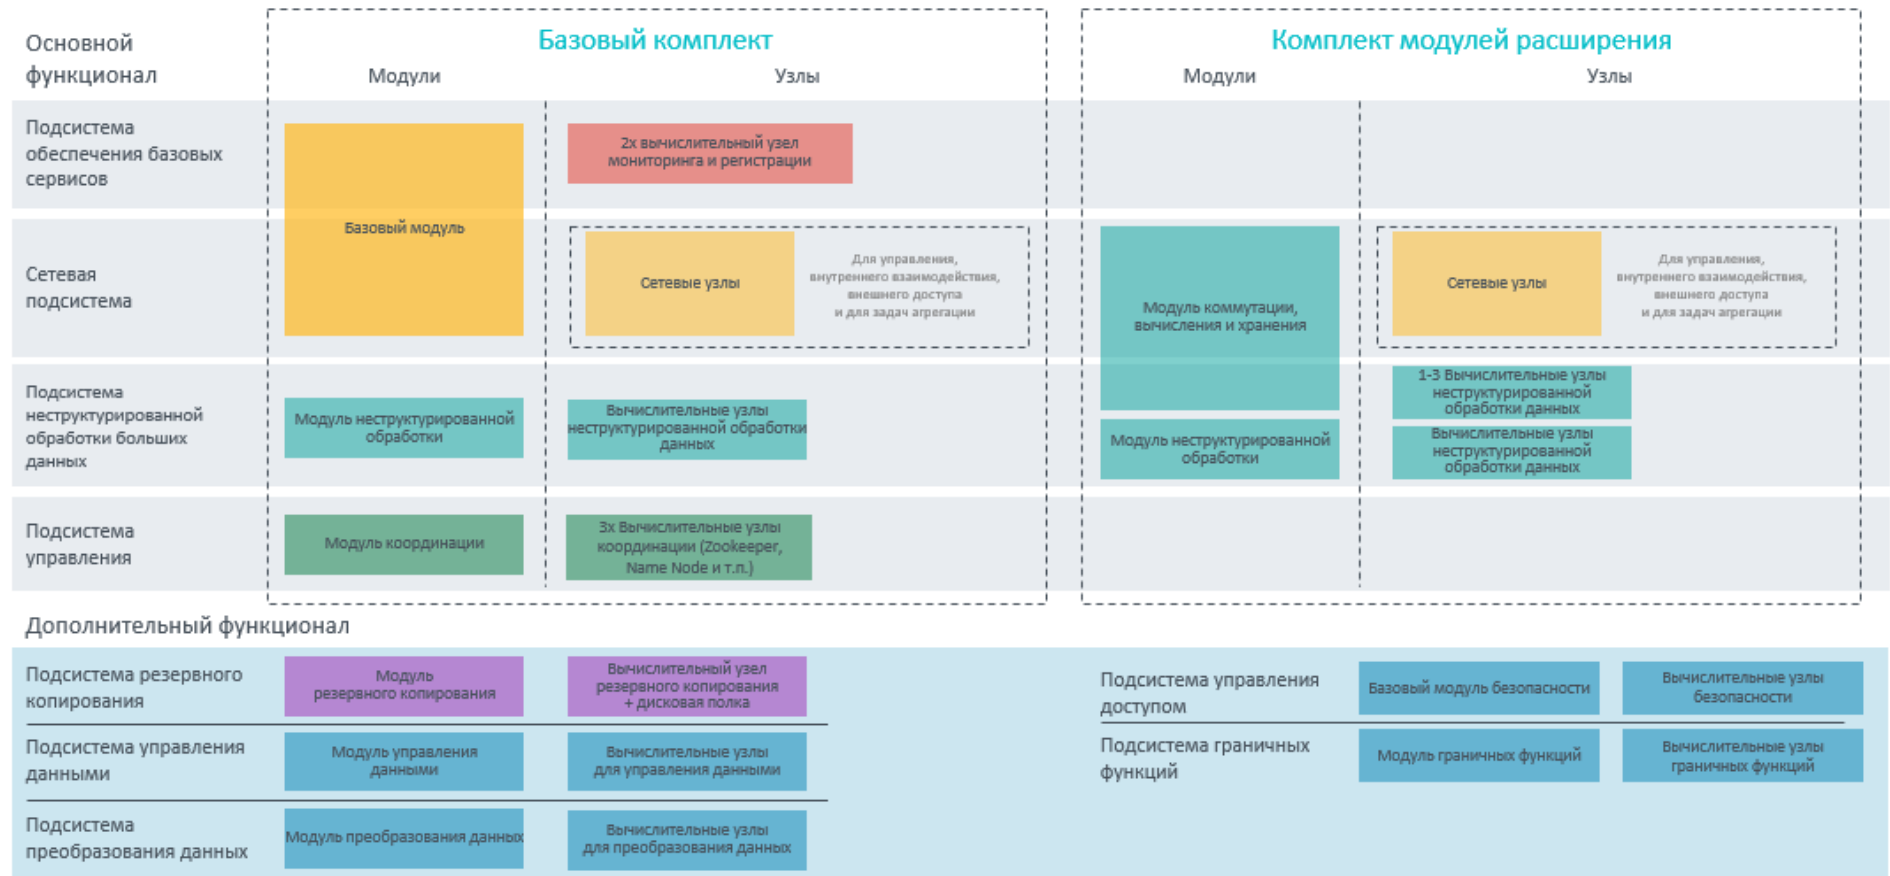 Основной
функционал
Базовый комплект
Модули
Узлы
Комплект модулей расширения
Модули
Узлы
Подсистема
обеспечения базовых
сервисов
Базовый модуль
2x вычислительный узел
мониторинга и регистрации
Сетевая
подсистема
Сетевые узлы
Для управления,
внутреннего взаимодействия,
внешнего доступа
и для задач агрегации
Модуль коммутации,
вычисления и хранения
Сетевые узлы
Для управления,
внутреннего взаимодействия,
внешнего доступа
и для задач агрегации
Подсистема
неструктурированной
обработки больших
данных
Модуль неструктурированной
обработки
Вычислительные узлы
неструктурированной обработки
данных
Модуль неструктурированной
обработки
1-3 Вычислительные узлы
неструктурированной
обработки данных
Вычислительные узлы
неструктурированной
обработки данных
Подсистема
управления
Модуль координации
3x Вычислительные узлы
координации (Zookeeper,
Name Node и т.п.)
Дополнительный функционал
Подсистема резервного
копирования
Модуль
резервного копирования
Вычислительный узел
резервного копирования
+ дисковая полка
Подсистема управления
данными
Модуль управления
данными
Вычислительные узлы
для управления данными
Подсистема
преобразования данных
Модуль преобразования данных
Вычислительные узлы
для преобразования данных
Подсистема управления
доступом
Базовый модуль безопасности
Вычислительные узлы
безопасности
Подсистема граничных
функций
Модуль граничных функций
Вычислительные узлы
граничных функций